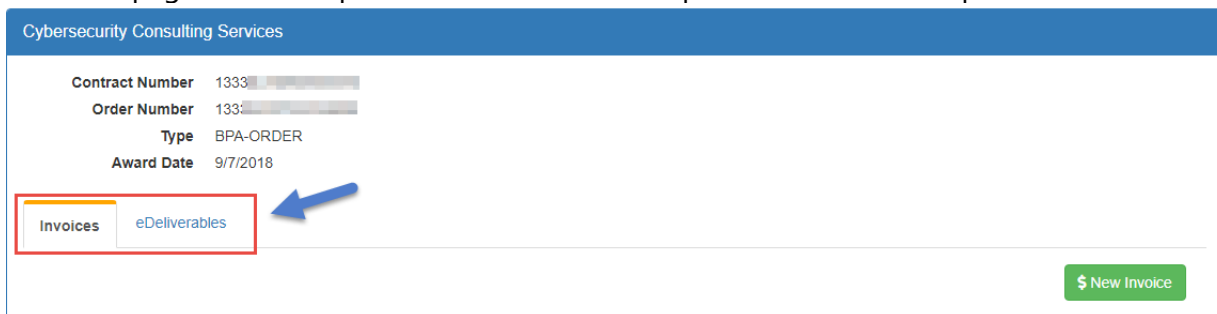 Cybersecurity Consulting Services
Contract Number 1333
Order Number 133
Type BPA-ORDER
Award Date 9/7/2018
Invoices eDeliverables
$ New Invoice